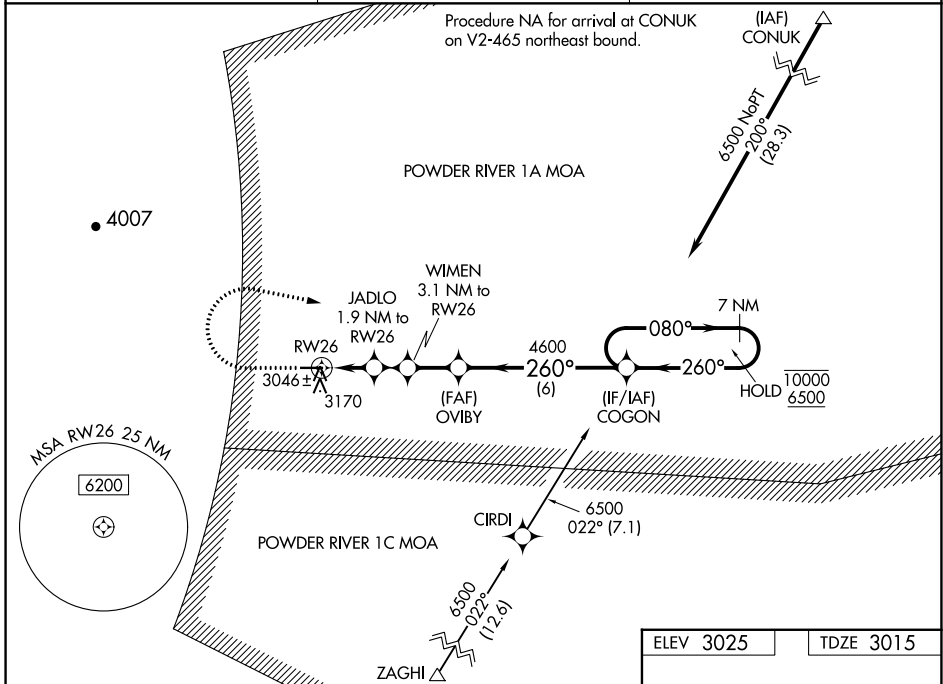 Procedure NA for arrival at CONUK
on V2-465 northeast bound.
(IAF)
CONUK
6500 NoPT
200°
(28.3)
POWDER RIVER 1A MOA
4007
WIMEN
3.1 NM to
RW26
JADLO
1.9 NM to
RW26
7 NM
080°
RW26
4600
260°
(6)
260°
3046 ±
3170
(FAF)
OVIBY
(IF/IAF)
COGON
HOLD
10000
6500
MSA RW26 25 NM
6200
CIRDI
6500
022° (7.1)
POWDER RIVER 1C MOA
6500
022°
(12.6)
ZAGHI
ELEV 3025
TDZE 3015